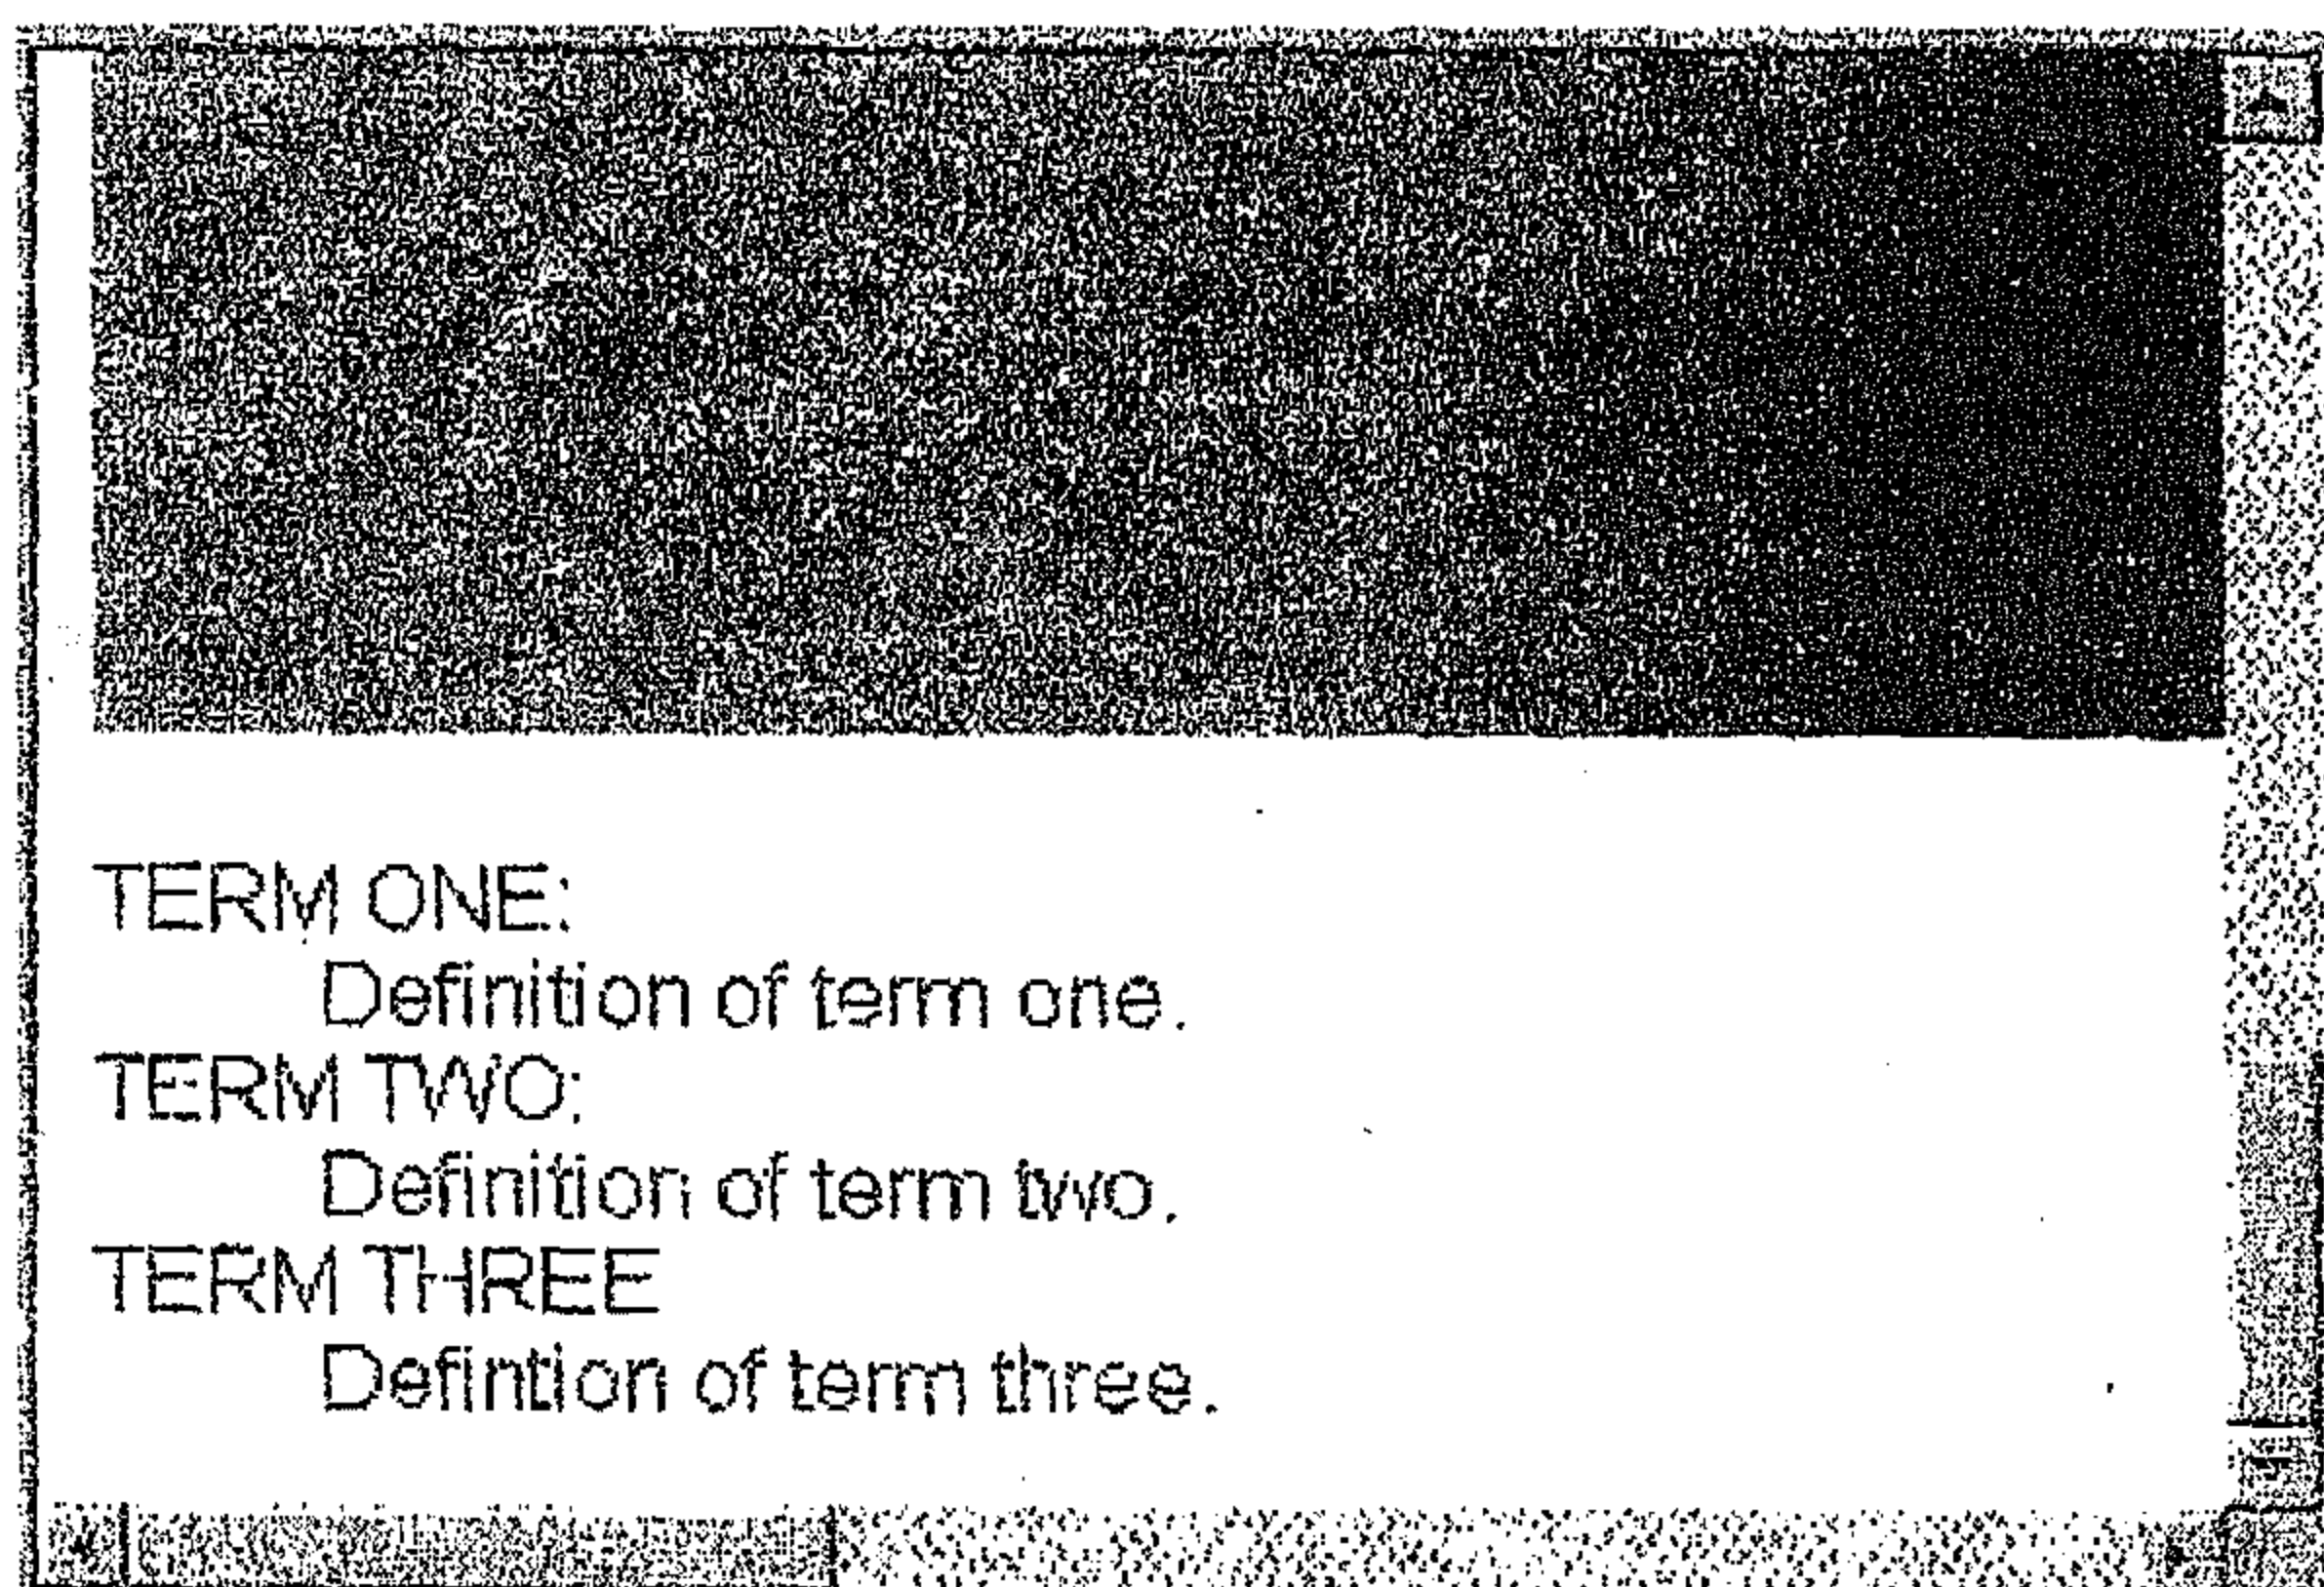 TERM ONE:
Definition of term one.
TERM TWO:
Definition of term two.
TERM THREE
Defintion of term three.